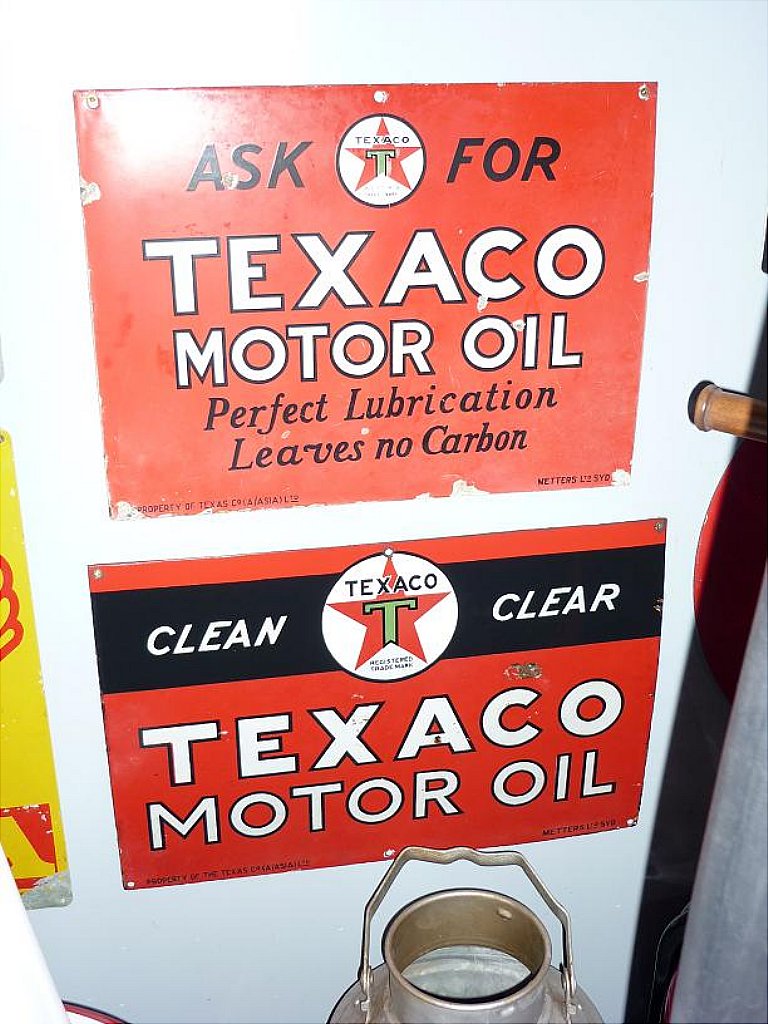 ASK FOR
TEXACO
T
TEXACO
MOTOR OIL
Perfect Lubrication
Leaves no Carbon
METTERS LTD SYD.
PROPERTY OF TEXAS CO (A/ASIA) LTD
TEXACO
T
REGISTERED
TRADE MARK
CLEAN CLEAR
TEXACO
MOTOR OIL
METTERS LTD SYD.
PROPERTY OF THE TEXAS CO (A/ASIA) LTD